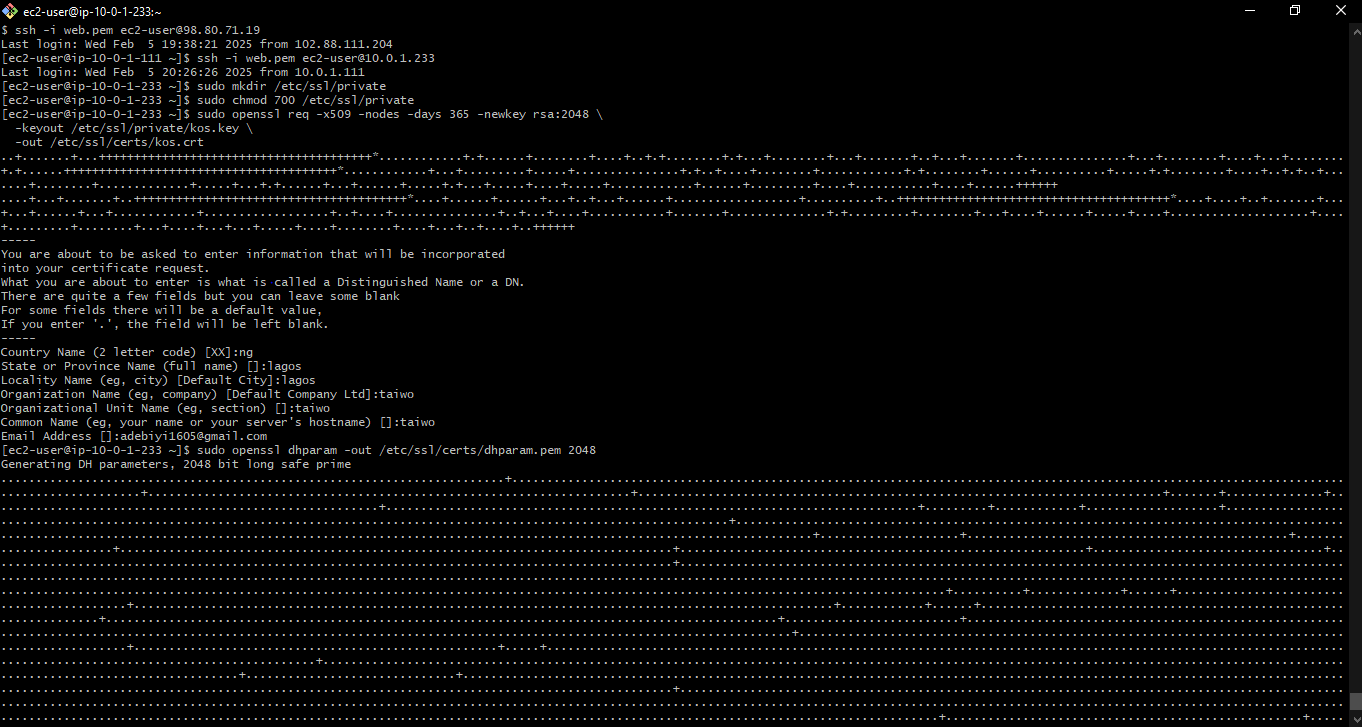 ec2-user@ip-10-0-1-233:~
$ ssh -i web.pem ec2-user@98.80.71.19
Last login: Wed Feb  5 19:38:21 2025 from 102.88.111.204
[ec2-user@ip-10-0-1-111 ~]$ ssh -i web.pem ec2-user@10.0.1.233
Last login: Wed Feb  5 20:26:26 2025 from 10.0.1.111
[ec2-user@ip-10-0-1-233 ~]$ sudo mkdir /etc/ssl/private
[ec2-user@ip-10-0-1-233 ~]$ sudo chmod 700 /etc/ssl/private
[ec2-user@ip-10-0-1-233 ~]$ sudo openssl req -x509 -nodes -days 365 -newkey rsa:2048 \
  -keyout /etc/ssl/private/kos.key \
  -out /etc/ssl/certs/kos.crt
-----
You are about to be asked to enter information that will be incorporated
into your certificate request.
What you are about to enter is what is called a Distinguished Name or a DN.
There are quite a few fields but you can leave some blank
For some fields there will be a default value,
If you enter '.', the field will be left blank.
-----
Country Name (2 letter code) [XX]:ng
State or Province Name (full name) []:lagos
Locality Name (eg, city) [Default City]:lagos
Organization Name (eg, company) [Default Company Ltd]:taiwo
Organizational Unit Name (eg, section) []:taiwo
Common Name (eg, your name or your server's hostname) []:taiwo
Email Address []:adebiyi1605@gmail.com
[ec2-user@ip-10-0-1-233 ~]$ sudo openssl dhparam -out /etc/ssl/certs/dhparam.pem 2048
Generating DH parameters, 2048 bit long safe prime